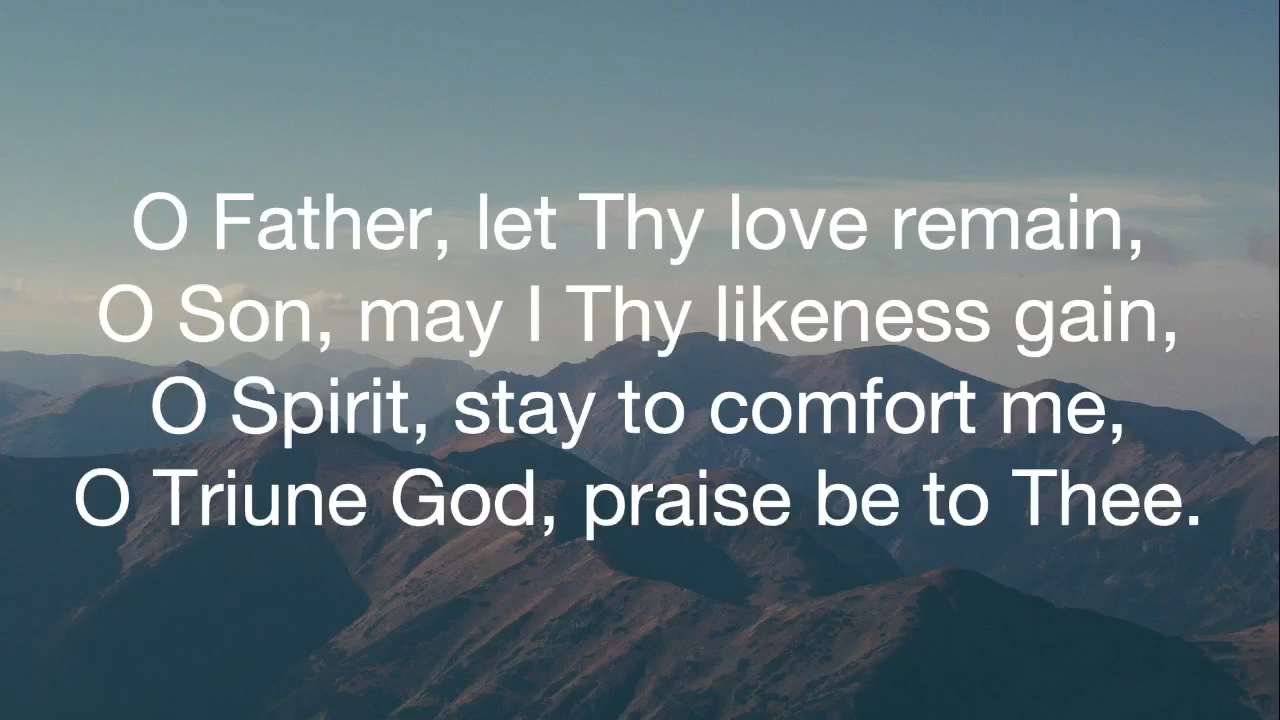 O Father, let Thy love remain,
O Son, may I Thy likeness gain,
O Spirit, stay to comfort me,
O Triune God, praise be to Thee.